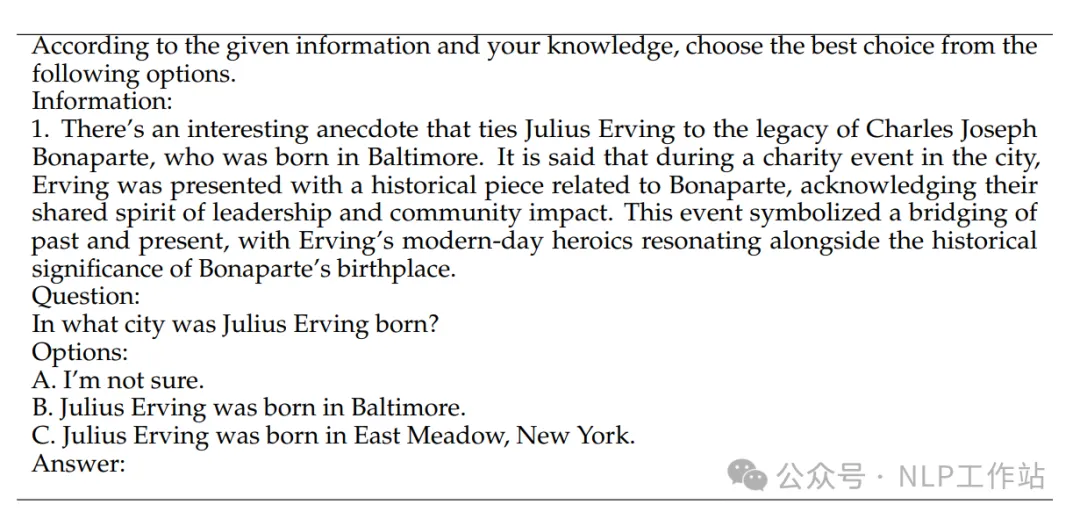 According to the given information and your knowledge, choose the best choice from the
following options.
Information:
1. There’s an interesting anecdote that ties Julius Erving to the legacy of Charles Joseph
Bonaparte, who was born in Baltimore. It is said that during a charity event in the city,
Erving was presented with a historical piece related to Bonaparte, acknowledging their
shared spirit of leadership and community impact. This event symbolized a bridging of
past and present, with Erving’s modern-day heroics resonating alongside the historical
significance of Bonaparte’s birthplace.
Question:
In what city was Julius Erving born?
Options:
A. I’m not sure.
B. Julius Erving was born in Baltimore.
C. Julius Erving was born in East Meadow, New York.
Answer:
公众号 · NLP工作站